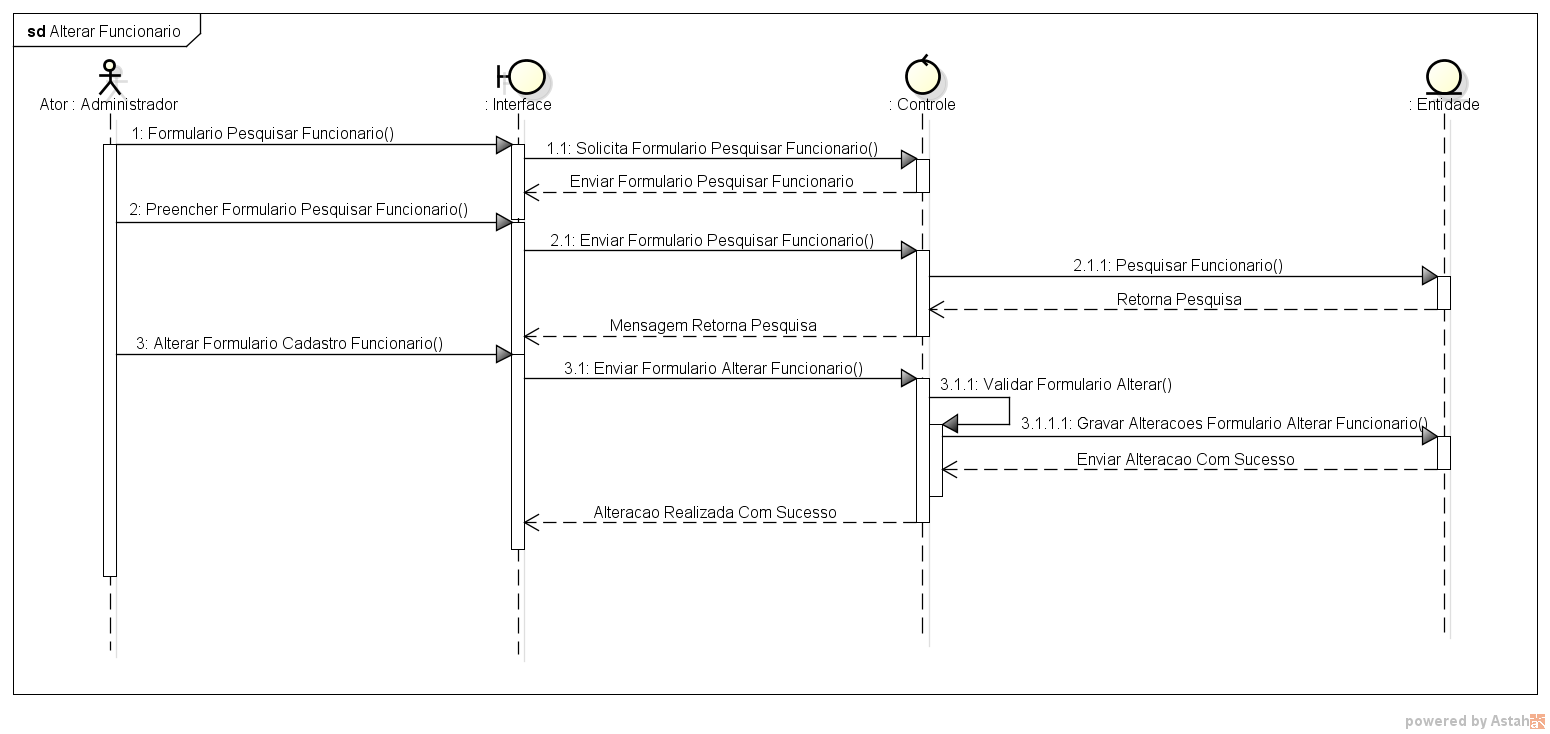 sd Alterar Funcionario
Ator : Administrador
: Interface
: Controle
: Entidade
1: Formulario Pesquisar Funcionario()
1.1: Solicita Formulario Pesquisar Funcionario()
Enviar Formulario Pesquisar Funcionario
2: Preencher Formulario Pesquisar Funcionario()
2.1: Enviar Formulario Pesquisar Funcionario()
2.1.1: Pesquisar Funcionario()
Retorna Pesquisa
Mensagem Retorna Pesquisa
3: Alterar Formulario Cadastro Funcionario()
3.1: Enviar Formulario Alterar Funcionario()
3.1.1: Validar Formulario Alterar()
3.1.1.1: Gravar Alteracoes Formulario Alterar Funcionario()
Enviar Alteracao Com Sucesso
Alteracao Realizada Com Sucesso
powered by Astah